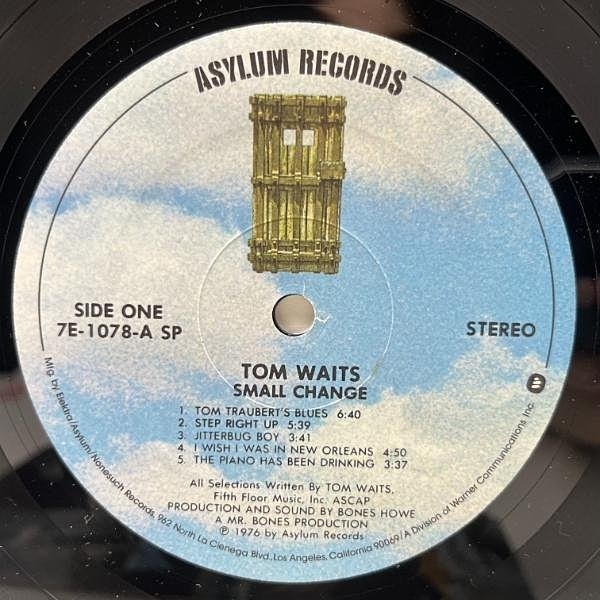 ASYLUM RECORDS
SIDE ONE
7E-1078-A SP
STEREO
TOM WAITS
SMALL CHANGE
1. TOM TRAUBERT'S BLUES 6:40
2. STEP RIGHT UP 5:39
3. JITTERBUG BOY 3:41
4. I WISH I WAS IN NEW ORLEANS 4:50
5. THE PIANO HAS BEEN DRINKING 3:37
All Selections Written By TOM WAITS,
Fifth Floor Music, Inc. ASCAP
PRODUCTION AND SOUND BY BONES HOWE
A MR. BONES PRODUCTION
℗ 1976 by Asylum Records
Mfg. by Elektra/Asylum/Nonesuch Records, 962 North La Cienega Blvd., Los Angeles, California 90069/A Division of Warner Communications Inc.